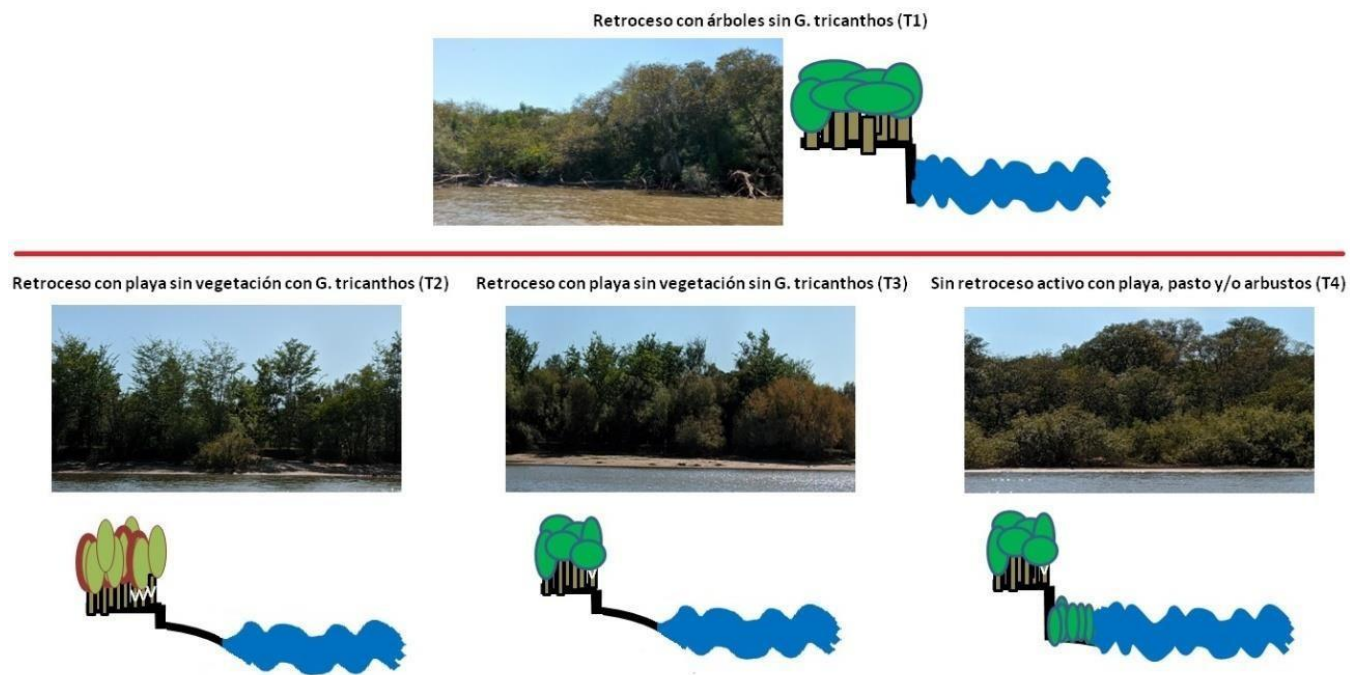 Retroceso con árboles sin G. tricanthos (T1)
Retroceso con playa sin vegetación con G. tricanthos (T2)
Retroceso con playa sin vegetación sin G. tricanthos (T3)
Sin retroceso activo con playa, pasto y/o arbustos (T4)